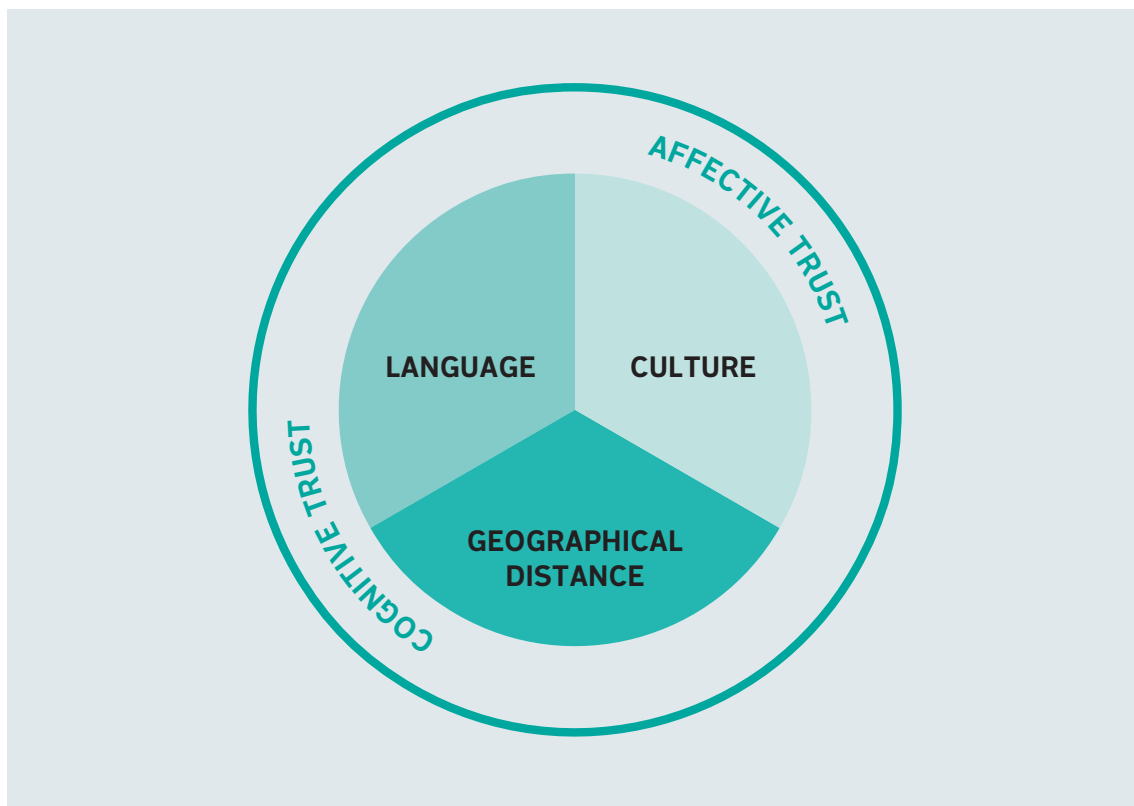 AFFECTIVE TRUST
LANGUAGE
CULTURE
GEOGRAPHICAL
DISTANCE
COGNITIVE TRUST